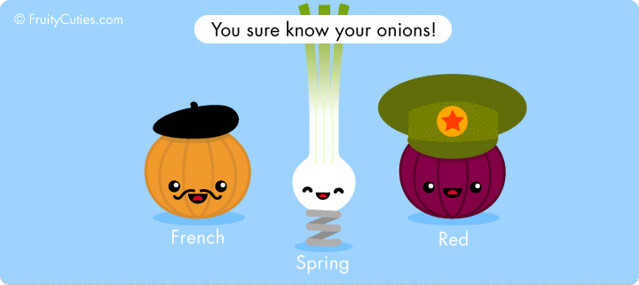 © FruityCuties.com
You sure know your onions!
French
Spring
Red